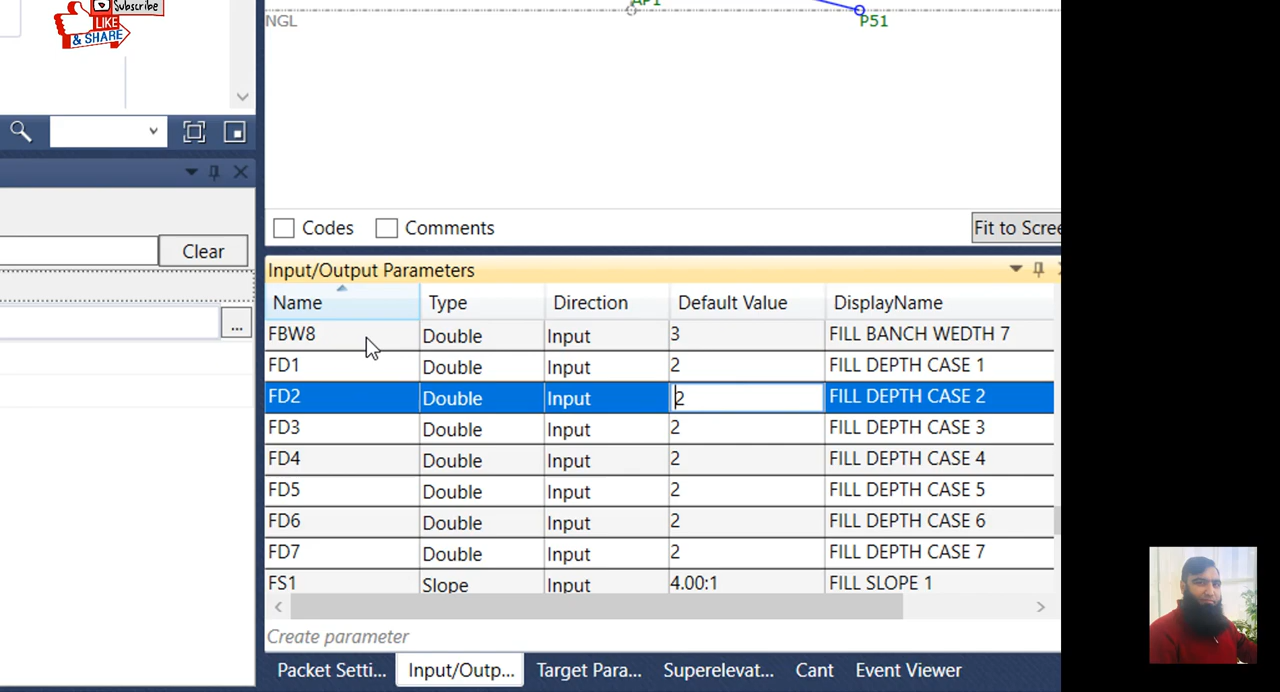 Subscribe
LIKE
& SHARE
AP1
NGL
P51
Codes Comments Fit to Scree
Clear
Input/Output Parameters
Name Type Direction Default Value DisplayName
FBW8 Double Input 3 FILL BANCH WEDTH 7
FD1 Double Input 2 FILL DEPTH CASE 1
FD2 Double Input 2 FILL DEPTH CASE 2
FD3 Double Input 2 FILL DEPTH CASE 3
FD4 Double Input 2 FILL DEPTH CASE 4
FD5 Double Input 2 FILL DEPTH CASE 5
FD6 Double Input 2 FILL DEPTH CASE 6
FD7 Double Input 2 FILL DEPTH CASE 7
FS1 Slope Input 4.00:1 FILL SLOPE 1
...
Create parameter
Packet Setti... Input/Outp... Target Para... Superelevat... Cant Event Viewer